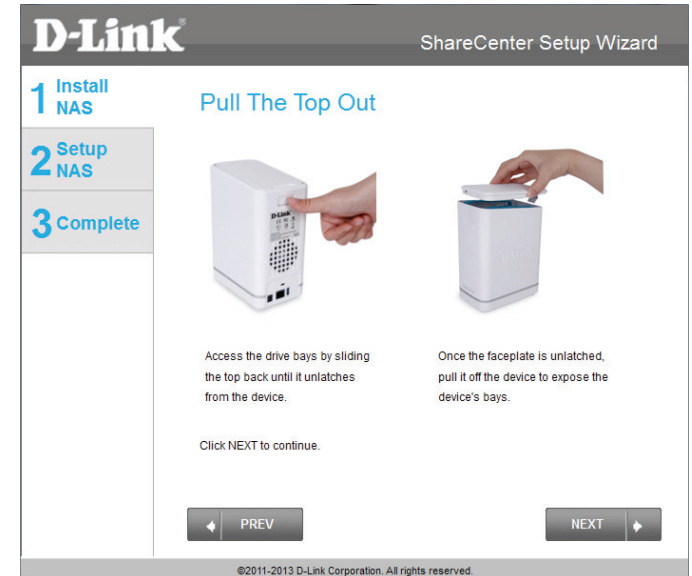 D-Link®
ShareCenter Setup Wizard
1 Install
NAS
2 Setup
NAS
3 Complete
Pull The Top Out
D-Link
Access the drive bays by sliding
the top back until it unlatches
from the device.
Once the faceplate is unlatched,
pull it off the device to expose the
device's bays.
Click NEXT to continue.
PREV
NEXT
©2011-2013 D-Link Corporation. All rights reserved.